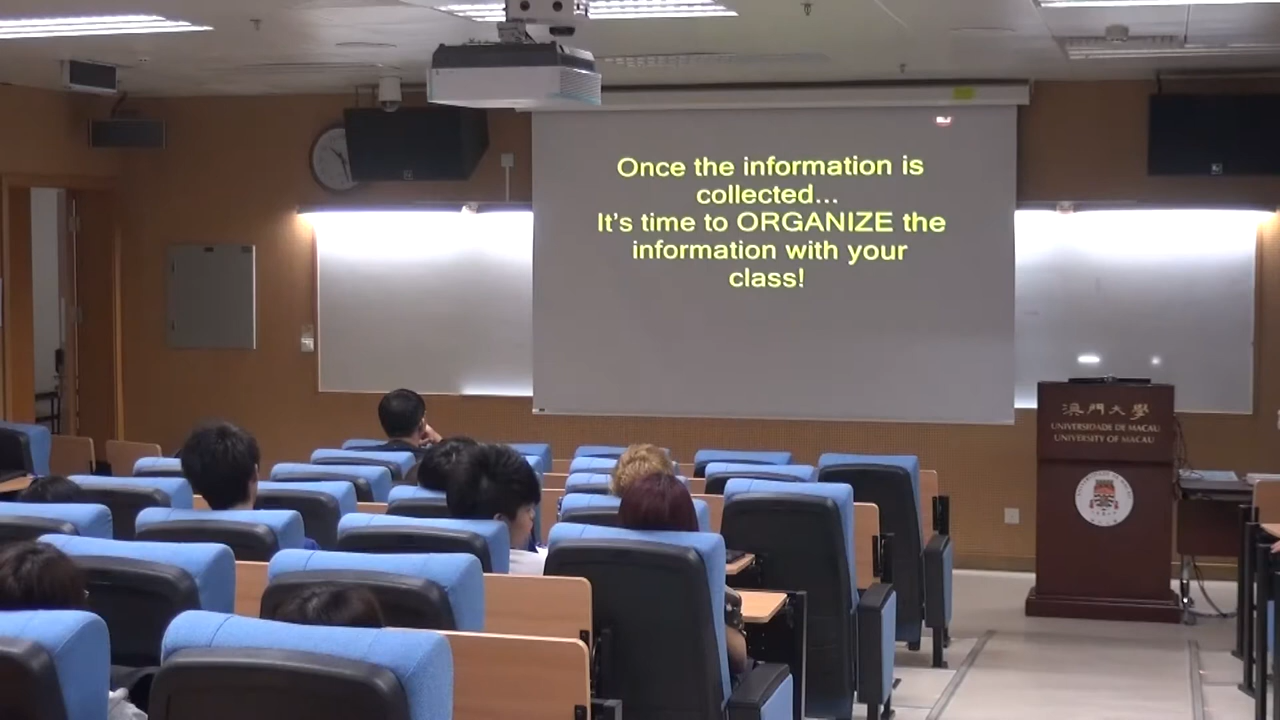 Once the information is
collected...
It's time to ORGANIZE the
information with your
class!
澳門大學
UNIVERSIDADE DE MACAU
UNIVERSITY OF MACAU